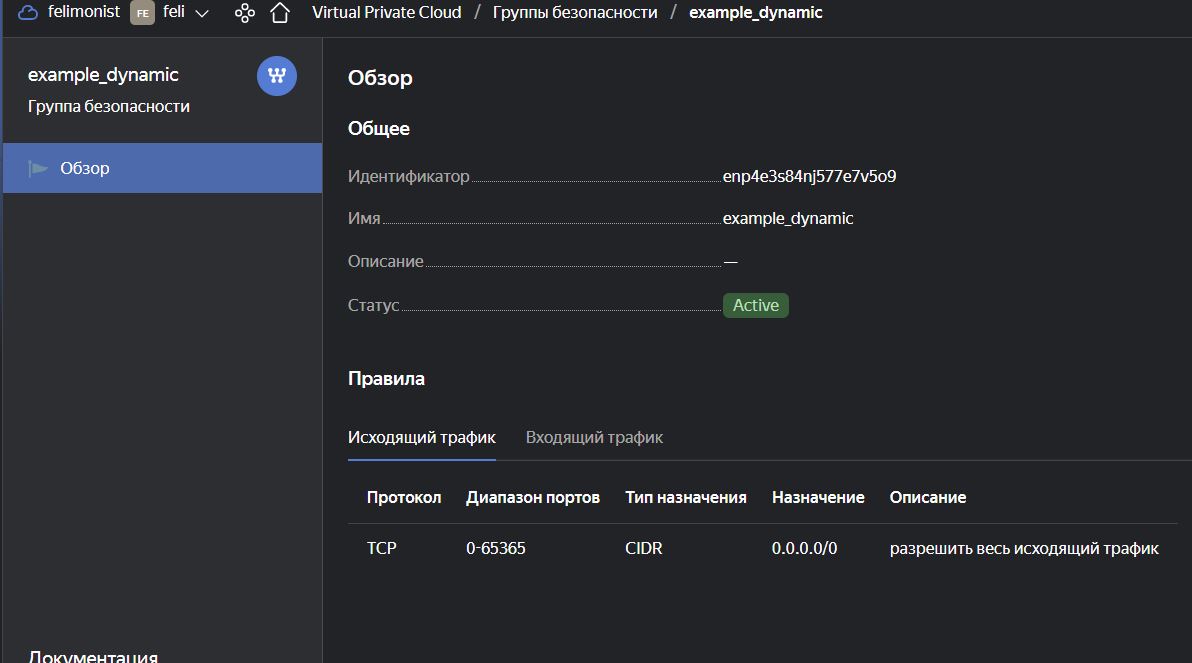 felimonist FE feli Virtual Private Cloud / Группы безопасности / example_dynamic
example_dynamic
Группа безопасности
Обзор
Обзор
Общее
Идентификатор enp4e3s84nj577e7v5o9
Имя example_dynamic
Описание —
Статус Active
Правила
Исходящий трафик Входящий трафик
Протокол Диапазон портов Тип назначения Назначение Описание
TCP 0-65365 CIDR 0.0.0.0/0 разрешить весь исходящий трафик
Документация